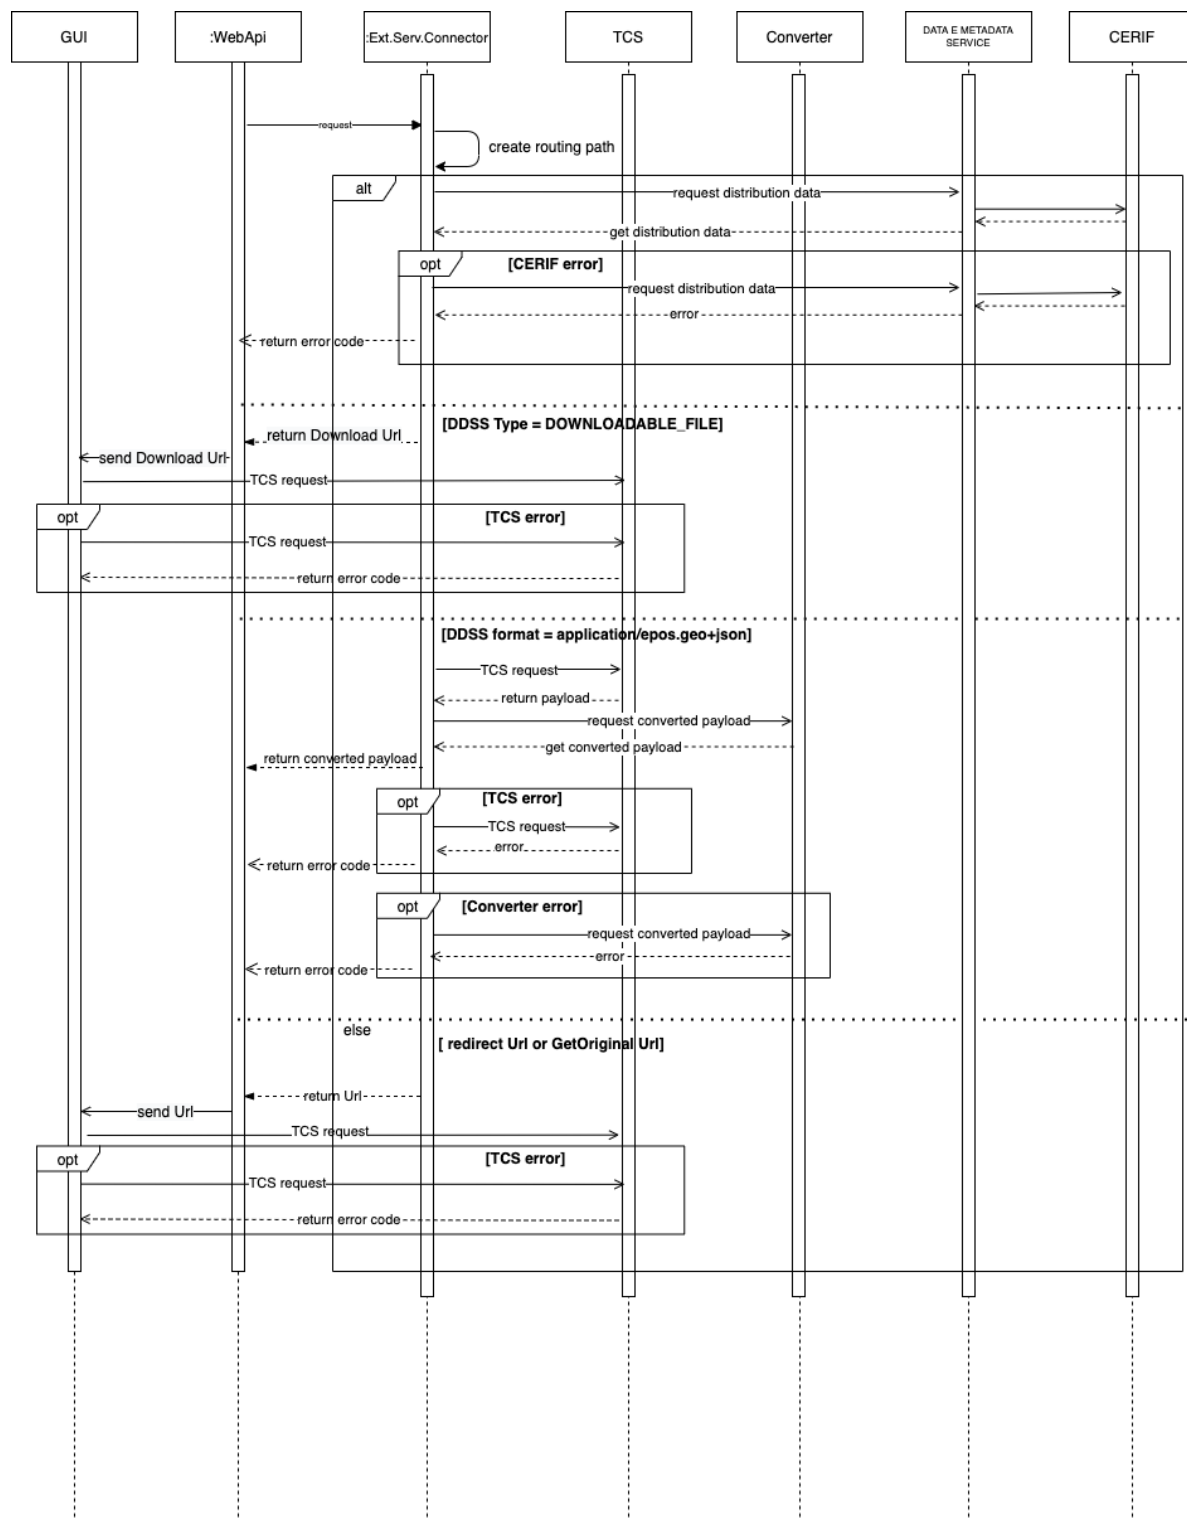 GUI
:WebApi
:Ext.Serv.Connector
TCS
Converter
DATA E METADATA
SERVICE
CERIF
request
create routing path
alt
request distribution data
get distribution data
opt
[CERIF error]
request distribution data
error
return error code
[DDSS Type = DOWNLOADABLE_FILE]
return Download Url
send Download Url
TCS request
opt
[TCS error]
TCS request
return error code
[DDSS format = application/epos.geo+json]
TCS request
return payload
request converted payload
get converted payload
return converted payload
opt
[TCS error]
TCS request
error
return error code
opt
[Converter error]
request converted payload
error
return error code
else
[ redirect Url or GetOriginal Url]
return Url
send Url
TCS request
opt
[TCS error]
TCS request
return error code